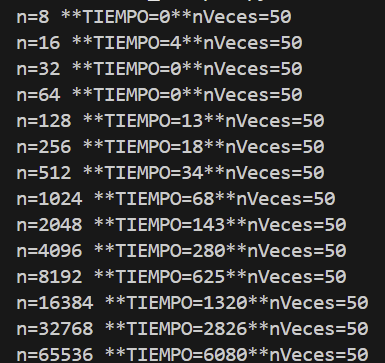 n=8 **TIEMPO=0**nVeces=50
n=16 **TIEMPO=4**nVeces=50
n=32 **TIEMPO=0**nVeces=50
n=64 **TIEMPO=0**nVeces=50
n=128 **TIEMPO=13**nVeces=50
n=256 **TIEMPO=18**nVeces=50
n=512 **TIEMPO=34**nVeces=50
n=1024 **TIEMPO=68**nVeces=50
n=2048 **TIEMPO=143**nVeces=50
n=4096 **TIEMPO=280**nVeces=50
n=8192 **TIEMPO=625**nVeces=50
n=16384 **TIEMPO=1320**nVeces=50
n=32768 **TIEMPO=2826**nVeces=50
n=65536 **TIEMPO=6080**nVeces=50